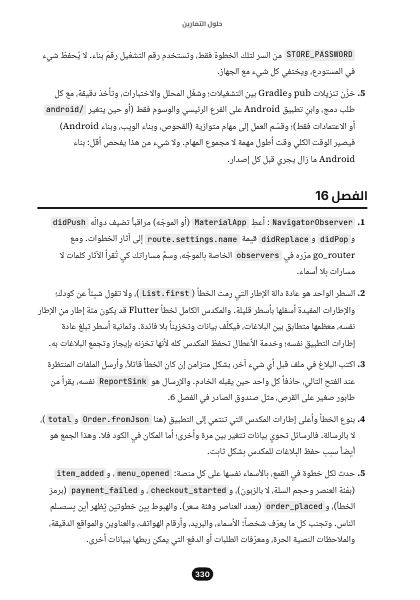 حلول التمارين
STORE_PASSWORD من السر لتلك الخطوة فقط، وتستخدم رقم التشغيل رقمَ بناء. لا يُحفظ شيء
في المستودع، ويختفي كل شيء مع الجهاز.
5. خزّن تنزيلات pub وGradle بين التشغيلات؛ وشغّل المحلل والاختبارات، وتأخذ دقيقة، مع كل
طلب دمج، وابنِ تطبيق Android على الفرع الرئيسي والوسوم فقط (أو حين يتغير android/
أو الاعتمادات فقط)؛ وقسّم العمل إلى مهام متوازية (الفحوص، وبناء الويب، وبناء Android)
فيصير الوقت الكلي وقت أطول مهمة لا مجموع المهام. ولا شيء من هذا يفحص أقل: بناء
Android ما زال يجري قبل كل إصدار.
الفصل 16
1. NavigatorObserver : أعطِ MaterialApp (أو الموجّه) مراقباً تضيف دوالّه didPush
و didPop و didReplace قيمة route.settings.name إلى آثار الخطوات. ومع
go_router مرّره في observers الخاصة بالموجّه، وسمِّ مساراتك كي تُقرأ الآثار كلمات لا
مسارات بلا أسماء.
2. السطر الواحد هو عادة دالة الإطار التي رمت الخطأ ( List.first )، ولا تقول شيئاً عن كودك؛
والإطارات المفيدة أسفلها بأسطر قليلة. والمكدس الكامل لخطأ Flutter قد يكون مئة إطار من الإطار
نفسه، معظمها متطابق بين البلاغات، فيكلّف بيانات وتخزيناً بلا فائدة. وثمانية أسطر تبلغ عادة
إطارات التطبيق نفسه؛ وخدمة الأعطال تحفظ المكدس كله لأنها تخزنه بإيجاز وتجمع البلاغات به.
3. اكتب البلاغ في ملف قبل أي شيء آخر، بشكل متزامن إن كان الخطأ قاتلاً، وأرسل الملفات المنتظرة
عند الفتح التالي، حاذفاً كل واحد حين يقبله الخادم. والإرسال هو ReportSink نفسه، يقرأ من
طابور صغير على القرص، مثل صندوق الصادر في الفصل 6.
4. بنوع الخطأ وأعلى إطارات المكدس التي تنتمي إلى التطبيق (هنا Order.fromJson و total )،
لا بالرسالة. فالرسائل تحوي بيانات تتغير بين مرة وأخرى؛ أما المكان في الكود فلا. وهذا الجمع هو
أيضاً سبب حفظ البلاغات للمكدس بشكل ثابت.
5. حدث لكل خطوة في القمع، بالأسماء نفسها على كل منصة: menu_opened ، و item_added
(بفئة العنصر وحجم السلة، لا بالزبون)، و checkout_started ، و payment_failed (برمز
الخطأ)، و order_placed (بعدد العناصر وفئة سعر). والهبوط بين خطوتين يُظهر أين يستسلم
الناس. وتجنب كل ما يعرّف شخصاً: الأسماء، والبريد، وأرقام الهواتف، والعناوين والمواقع الدقيقة،
والملاحظات النصية الحرة، ومعرّفات الطلبات أو الدفع التي يمكن ربطها ببيانات أخرى.
330